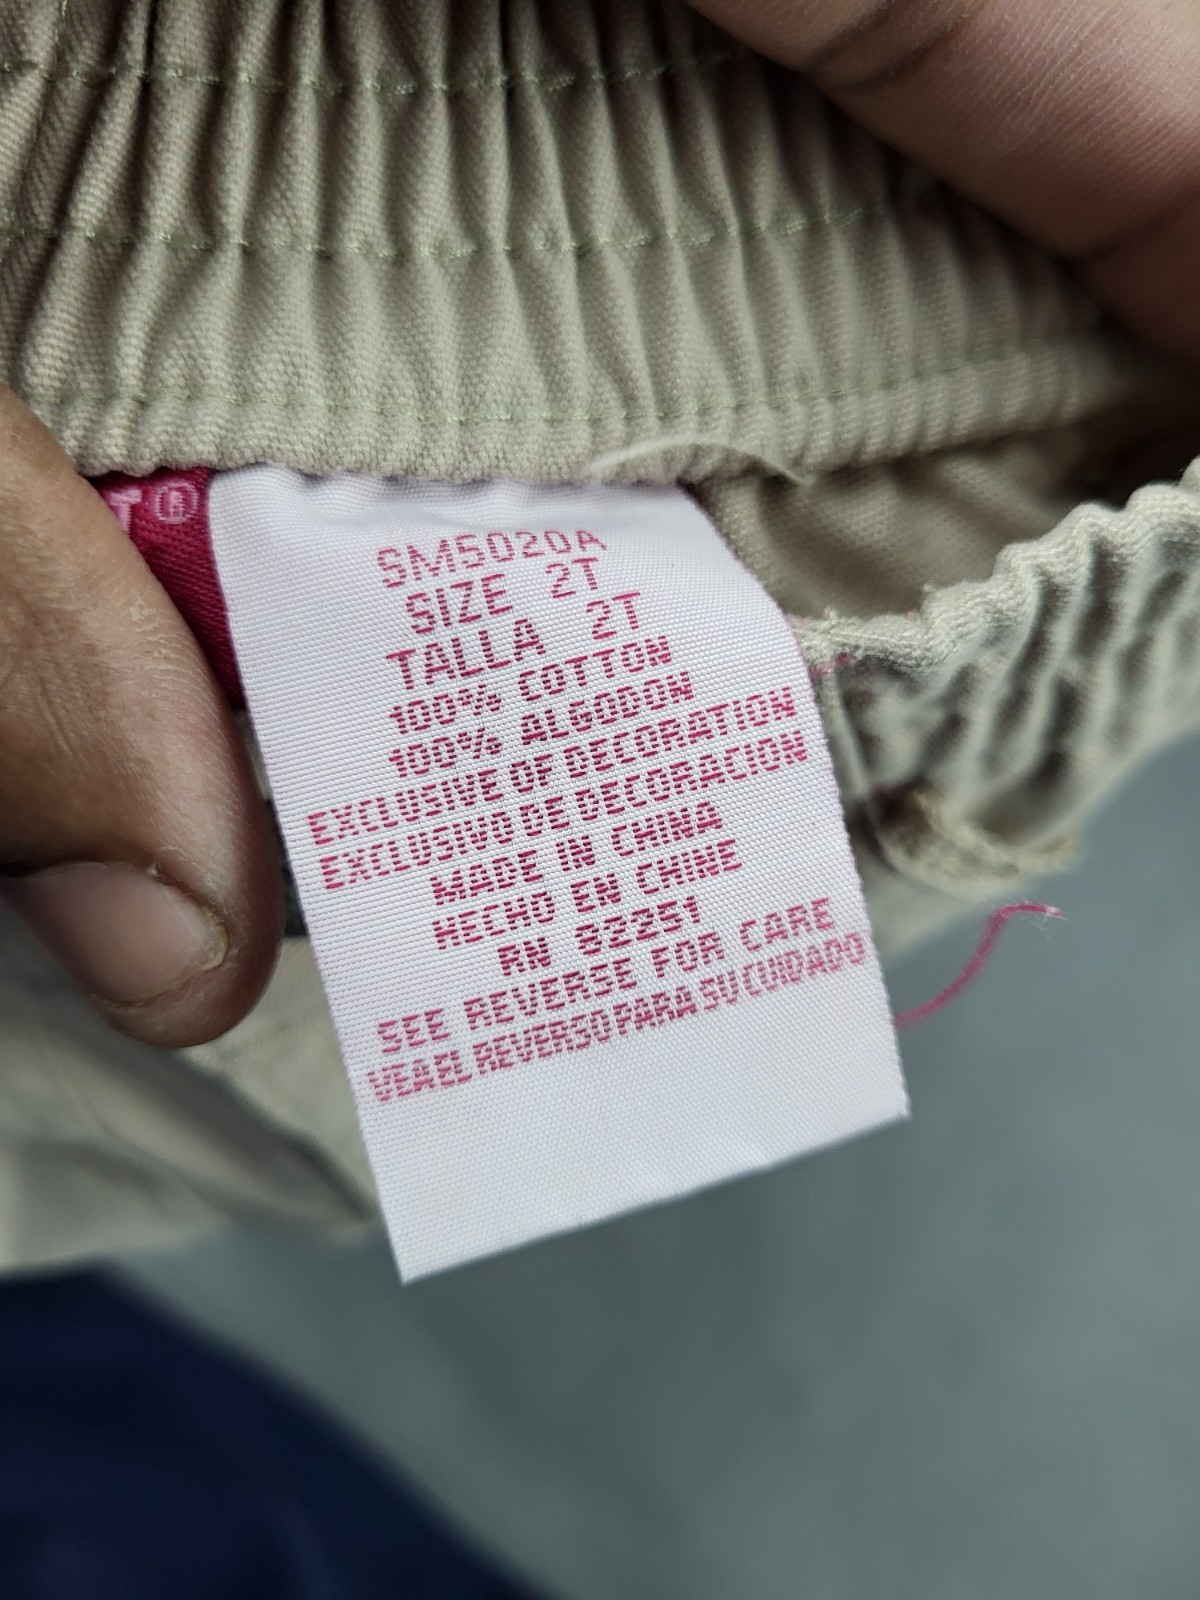 T®
SM5020A
SIZE 2T
TALLA 2T
100% COTTON
100% ALGODON
EXCLUSIVE OF DECORATION
EXCLUSIVO DE DECORACION
MADE IN CHINA
HECHO EN CHINE
RN 82251
SEE REVERSE FOR CARE
VEA EL REVERSO PARA SU CUIDADO